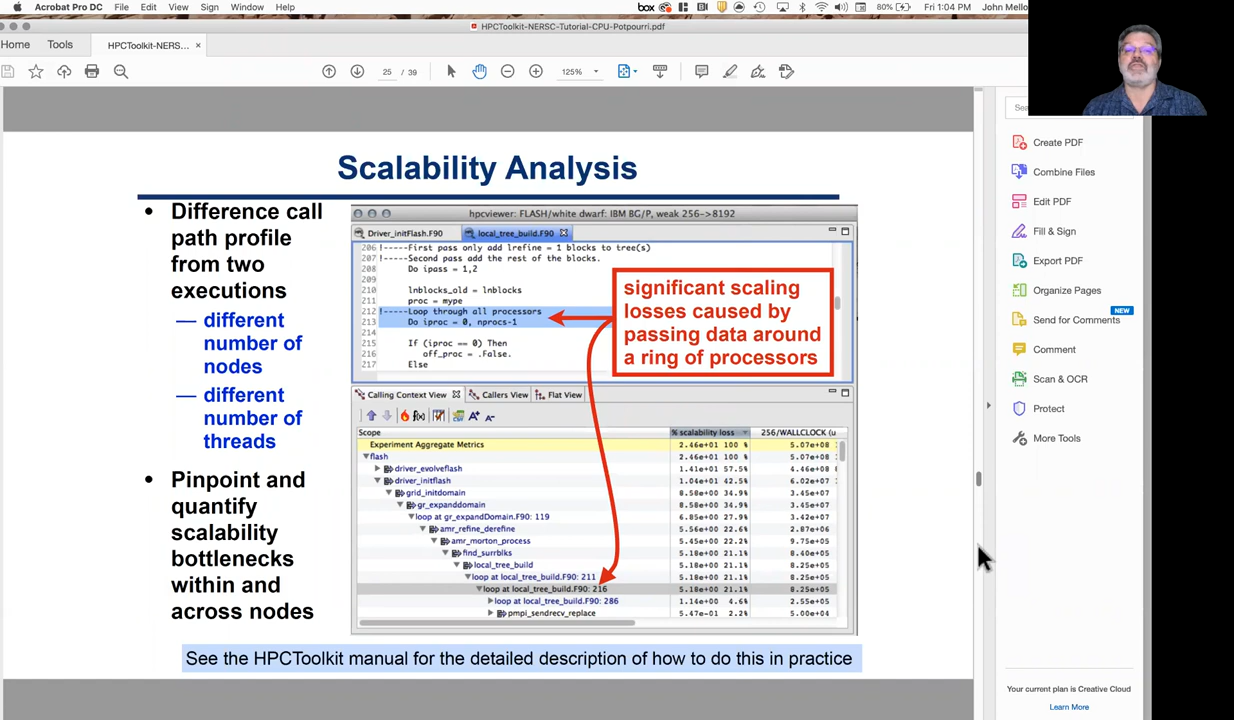 Acrobat Pro DC File Edit View Sign Window Help box 80% Fri 1:04 PM John Mello
HPCToolkit-NERSC-Tutorial-CPU-Potpourri.pdf
Home Tools HPCToolkit-NERS... ×
25 / 39 125%
Scalability Analysis
• Difference call
path profile
from two
executions
— different
number of
nodes
— different
number of
threads
• Pinpoint and
quantify
scalability
bottlenecks
within and
across nodes
hpcviewer: FLASH/white dwarf: IBM BG/P, weak 256->8192
Driver_initFlash.F90 local_tree_build.F90
206 !-----First pass only add lrefine = 1 blocks to tree(s)
207 !-----Second pass add the rest of the blocks.
208 Do ipass = 1,2
209
210 lnblocks_old = lnblocks
211 proc = mype
212 !-----Loop through all processors
213 Do iproc = 0, nprocs-1
214
215 If (iproc == 0) Then
216 off_proc = .False.
217 Else
significant scaling
losses caused by
passing data around
a ring of processors
Calling Context View Callers View Flat View
f(x) A+ A-
Scope % scalability loss 256/WALLCLOCK (u
Experiment Aggregate Metrics 2.46e+01 100 % 5.07e+08
flash 2.46e+01 100 % 5.07e+08
driver_evolveflash 1.41e+01 57.5% 4.46e+08
driver_initflash 1.04e+01 42.5% 6.02e+07
grid_initdomain 8.58e+00 34.9% 3.45e+07
gr_expanddomain 8.58e+00 34.9% 3.45e+07
loop at gr_expandDomain.F90: 119 6.85e+00 27.9% 3.42e+07
amr_refine_derefine 5.56e+00 22.6% 2.87e+06
amr_morton_process 5.45e+00 22.2% 9.75e+05
find_surrblks 5.18e+00 21.1% 8.40e+05
local_tree_build 5.18e+00 21.1% 8.25e+05
loop at local_tree_build.F90: 211 5.18e+00 21.1% 8.25e+05
loop at local_tree_build.F90: 216 5.18e+00 21.1% 8.25e+05
loop at local_tree_build.F90: 286 1.14e+00 4.6% 2.55e+05
pmpi_sendrecv_replace 5.47e-01 2.2% 5.00e+04
See the HPCToolkit manual for the detailed description of how to do this in practice
Sea
Create PDF
Combine Files
Edit PDF
Fill & Sign
Export PDF
Organize Pages
NEW
Send for Comments
Comment
Scan & OCR
Protect
More Tools
Your current plan is Creative Cloud
Learn More